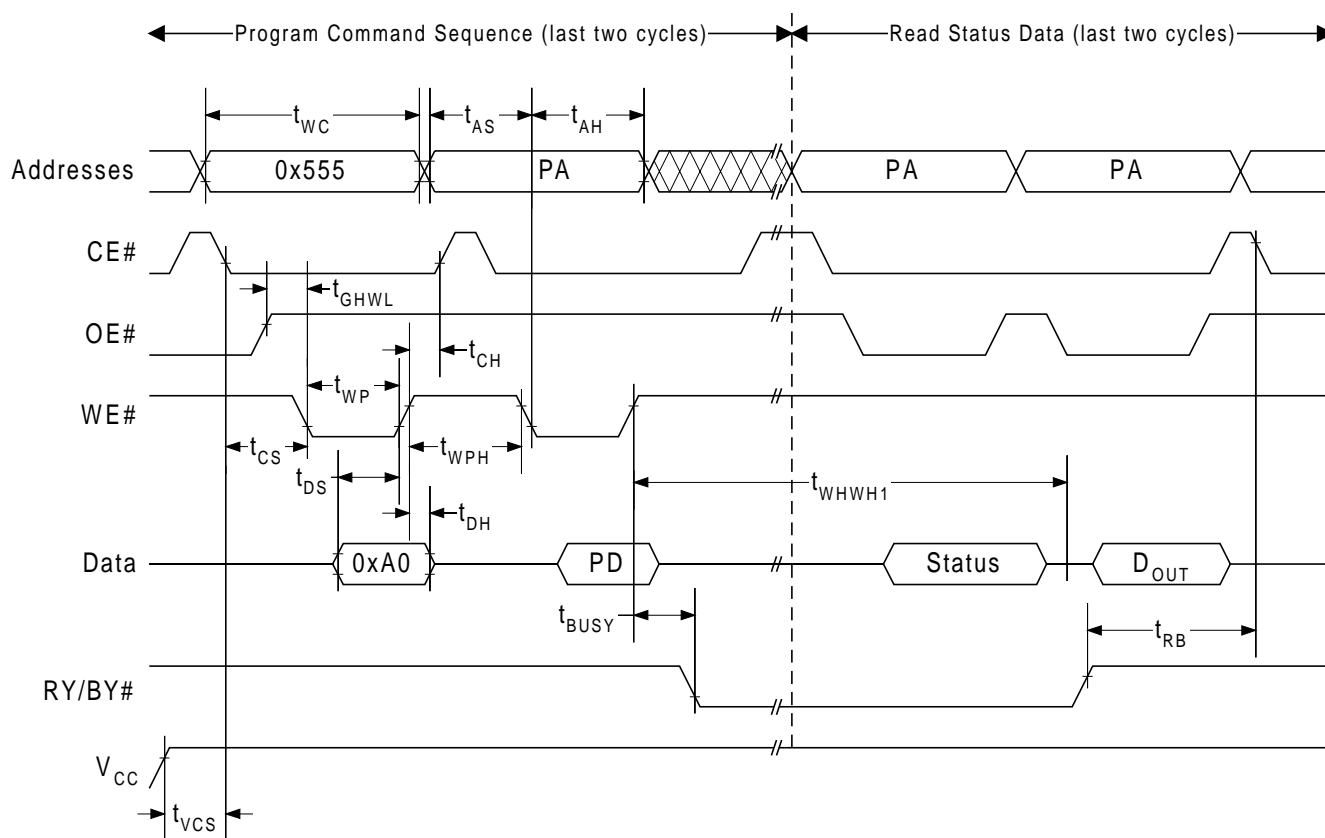 Program Command Sequence (last two cycles) Read Status Data (last two cycles)
tWC tAS tAH
Addresses 0x555 PA PA PA
CE#
tGHWL
OE#
tCH
tWP
WE#
tCS tWPH
tDS tWHWH1
tDH
Data 0xA0 PD Status DOUT
tBUSY tRB
RY/BY#
VCC
tVCS